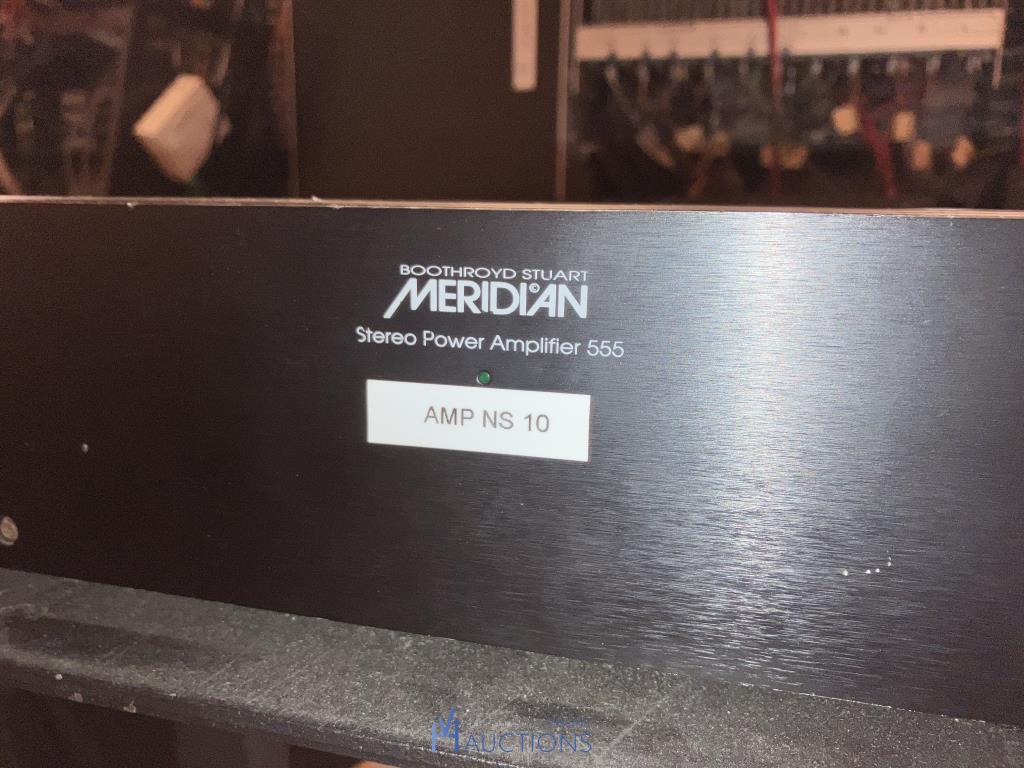 BOOTHROYD STUART
MERIDIAN ©
Stereo Power Amplifier 555
AMP NS 10
AUCTIONS